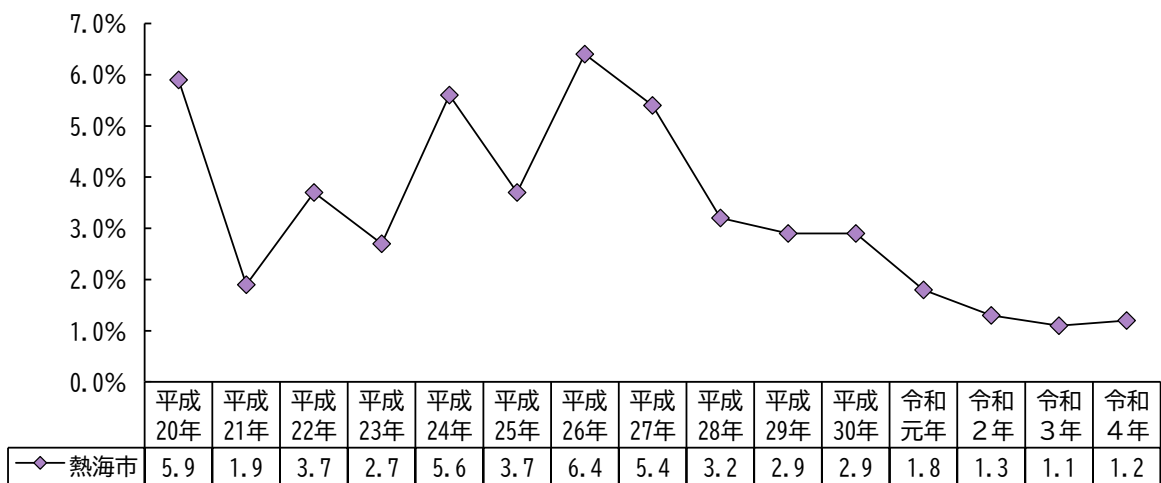 7.0%
6.0%
5.0%
4.0%
3.0%
2.0%
1.0%
0.0%
平成 平成 平成 平成 平成 平成 平成 平成 平成 平成 平成 令和 令和 令和 令和
20年 21年 22年 23年 24年 25年 26年 27年 28年 29年 30年 元年 2年 3年 4年
熱海市 5.9 1.9 3.7 2.7 5.6 3.7 6.4 5.4 3.2 2.9 2.9 1.8 1.3 1.1 1.2